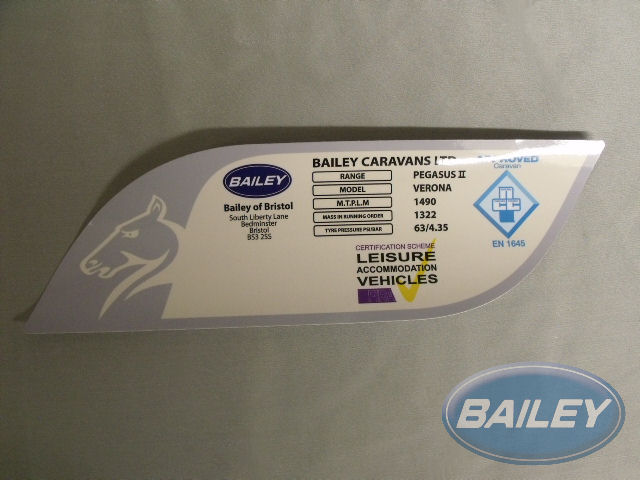 BAILEY
Bailey of Bristol
South Liberty Lane
Bedminster
Bristol
BS3 2SS
BAILEY CARAVANS LTD
RANGE PEGASUS II
MODEL VERONA
M.T.P.L.M 1490
MASS IN RUNNING ORDER 1322
TYRE PRESSURE PSI/BAR 63/4.35
CERTIFICATION SCHEME
LEISURE
ACCOMMODATION
VEHICLES
APPROVED
Caravan
EN 1645
BAILEY